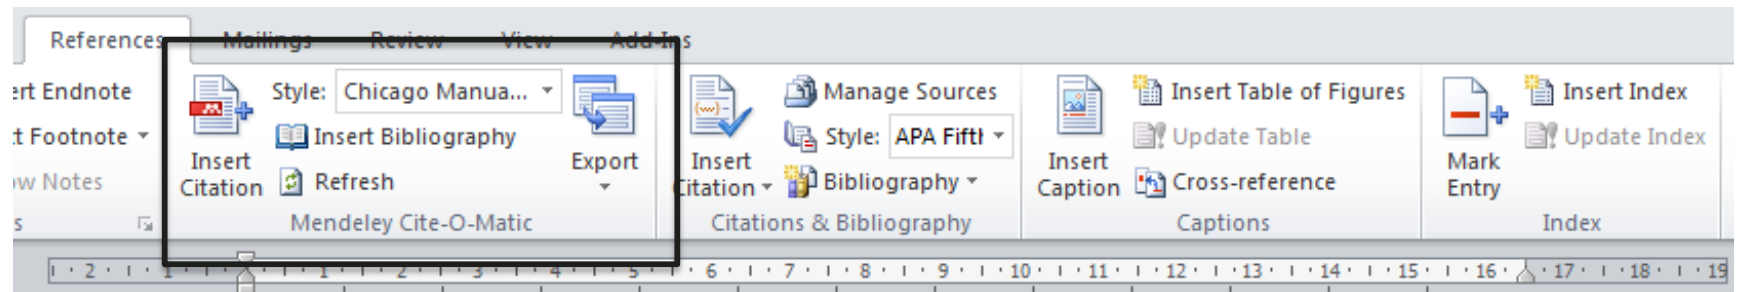 References Mailings Review View Add-Ins
ert Endnote
t Footnote
ow Notes
s
Insert
Citation
Style: Chicago Manua...
Insert Bibliography
Refresh
Export
Mendeley Cite-O-Matic
Insert
Citation
Manage Sources
Style: APA Fifth
Bibliography
Citations & Bibliography
Insert
Caption
Insert Table of Figures
Update Table
Cross-reference
Captions
Mark
Entry
Insert Index
Update Index
Index
2 1 1 2 3 4 5 6 7 8 9 10 11 12 13 14 15 16 17 18 19